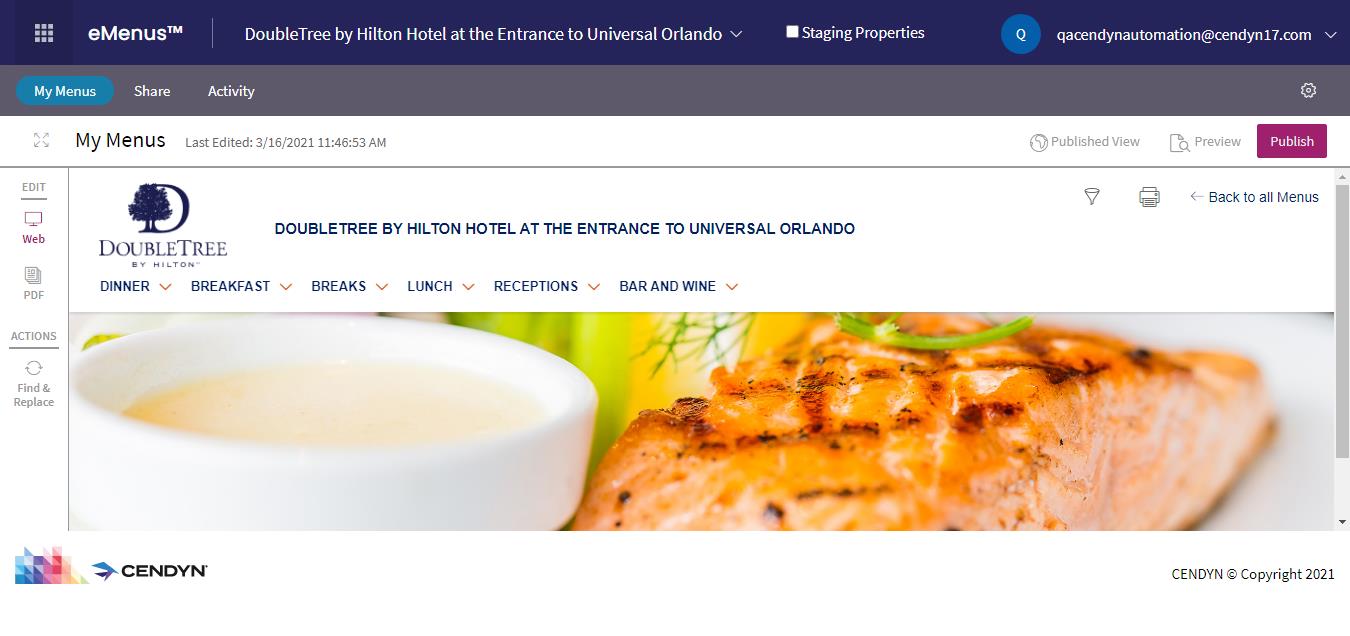 eMenus™
DoubleTree by Hilton Hotel at the Entrance to Universal Orlando
Staging Properties
Q
qacendynautomation@cendyn17.com
My Menus
Share
Activity
My Menus
Last Edited: 3/16/2021 11:46:53 AM
Published View
Preview
Publish
EDIT
Web
PDF
ACTIONS
Find &
Replace
DOUBLETREE
BY HILTON™
DOUBLETREE BY HILTON HOTEL AT THE ENTRANCE TO UNIVERSAL ORLANDO
Back to all Menus
DINNER
BREAKFAST
BREAKS
LUNCH
RECEPTIONS
BAR AND WINE
CENDYN
CENDYN © Copyright 2021